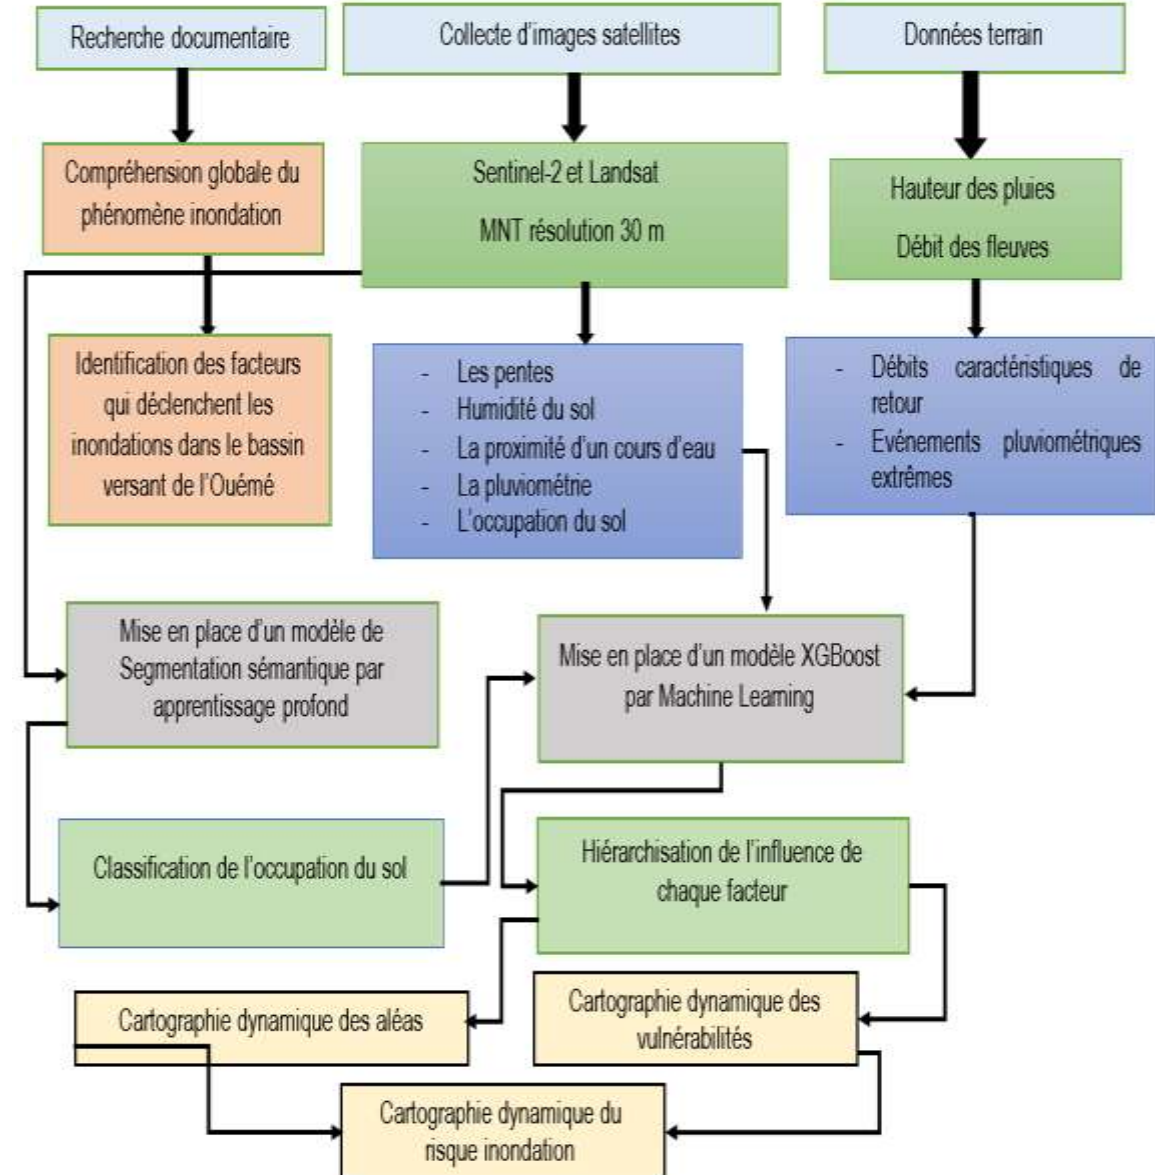 Recherche documentaire
Collecte d'images satellites
Données terrain
Compréhension globale du
phénomène inondation
Sentinel-2 et Landsat
MNT résolution 30 m
Hauteur des pluies
Débit des fleuves
Identification des facteurs
qui déclenchent les
inondations dans le bassin
versant de l'Ouémé
- Les pentes
- Humidité du sol
- La proximité d'un cours d'eau
- La pluviométrie
- L'occupation du sol
- Débits caractéristiques de
retour
- Evénements pluviométriques
extrêmes
Mise en place d'un modèle de
Segmentation sémantique par
apprentissage profond
Mise en place d'un modèle XGBoost
par Machine Learning
Classification de l'occupation du sol
Hiérarchisation de l'influence de
chaque facteur
Cartographie dynamique des aléas
Cartographie dynamique des
vulnérabilités
Cartographie dynamique du
risque inondation